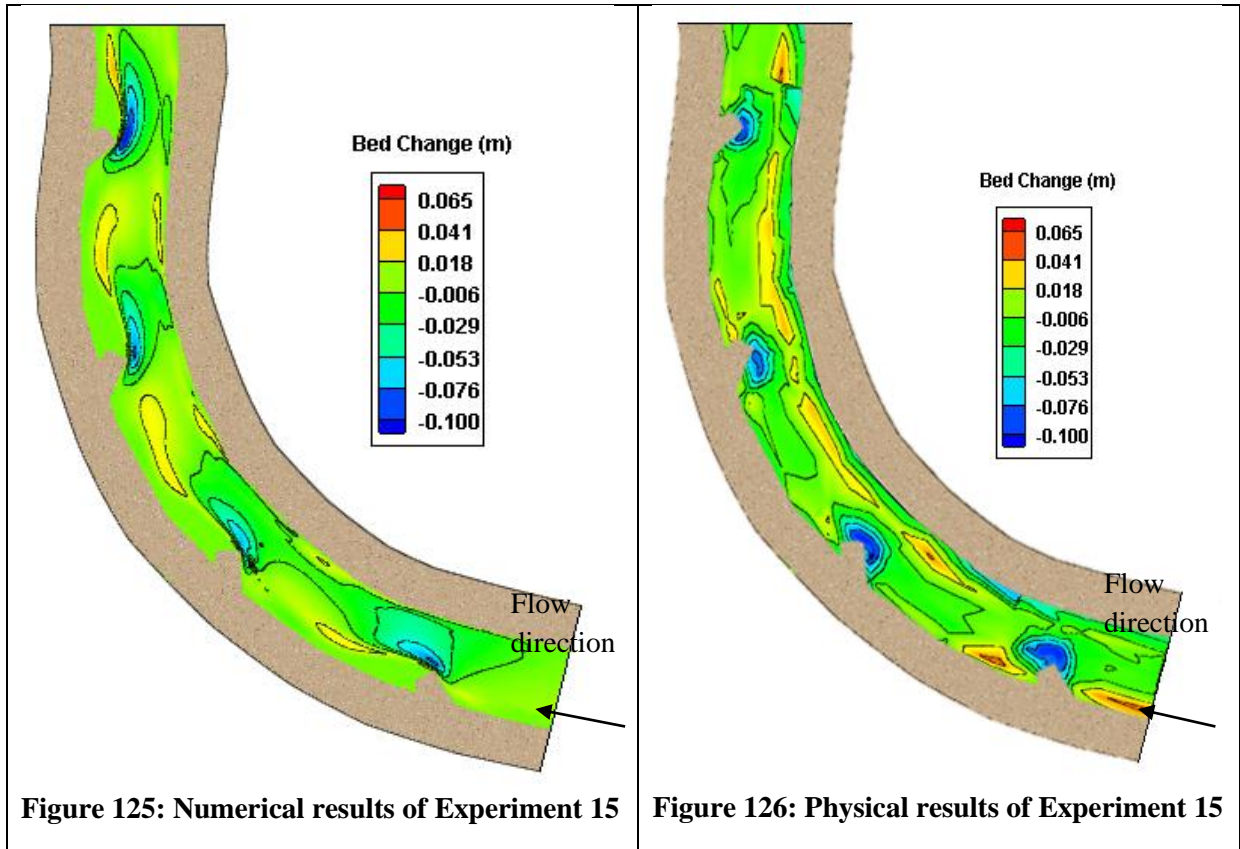 Bed Change (m)
0.065
0.041
0.018
-0.006
-0.029
-0.053
-0.076
-0.100
Flow
direction
Figure 125: Numerical results of Experiment 15
Bed Change (m)
0.065
0.041
0.018
-0.006
-0.029
-0.053
-0.076
-0.100
Flow
direction
Figure 126: Physical results of Experiment 15